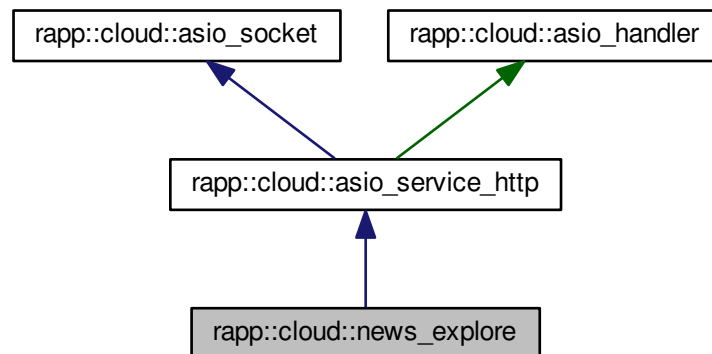 rapp::cloud::asio_socket
rapp::cloud::asio_handler
rapp::cloud::asio_service_http
rapp::cloud::news_explore